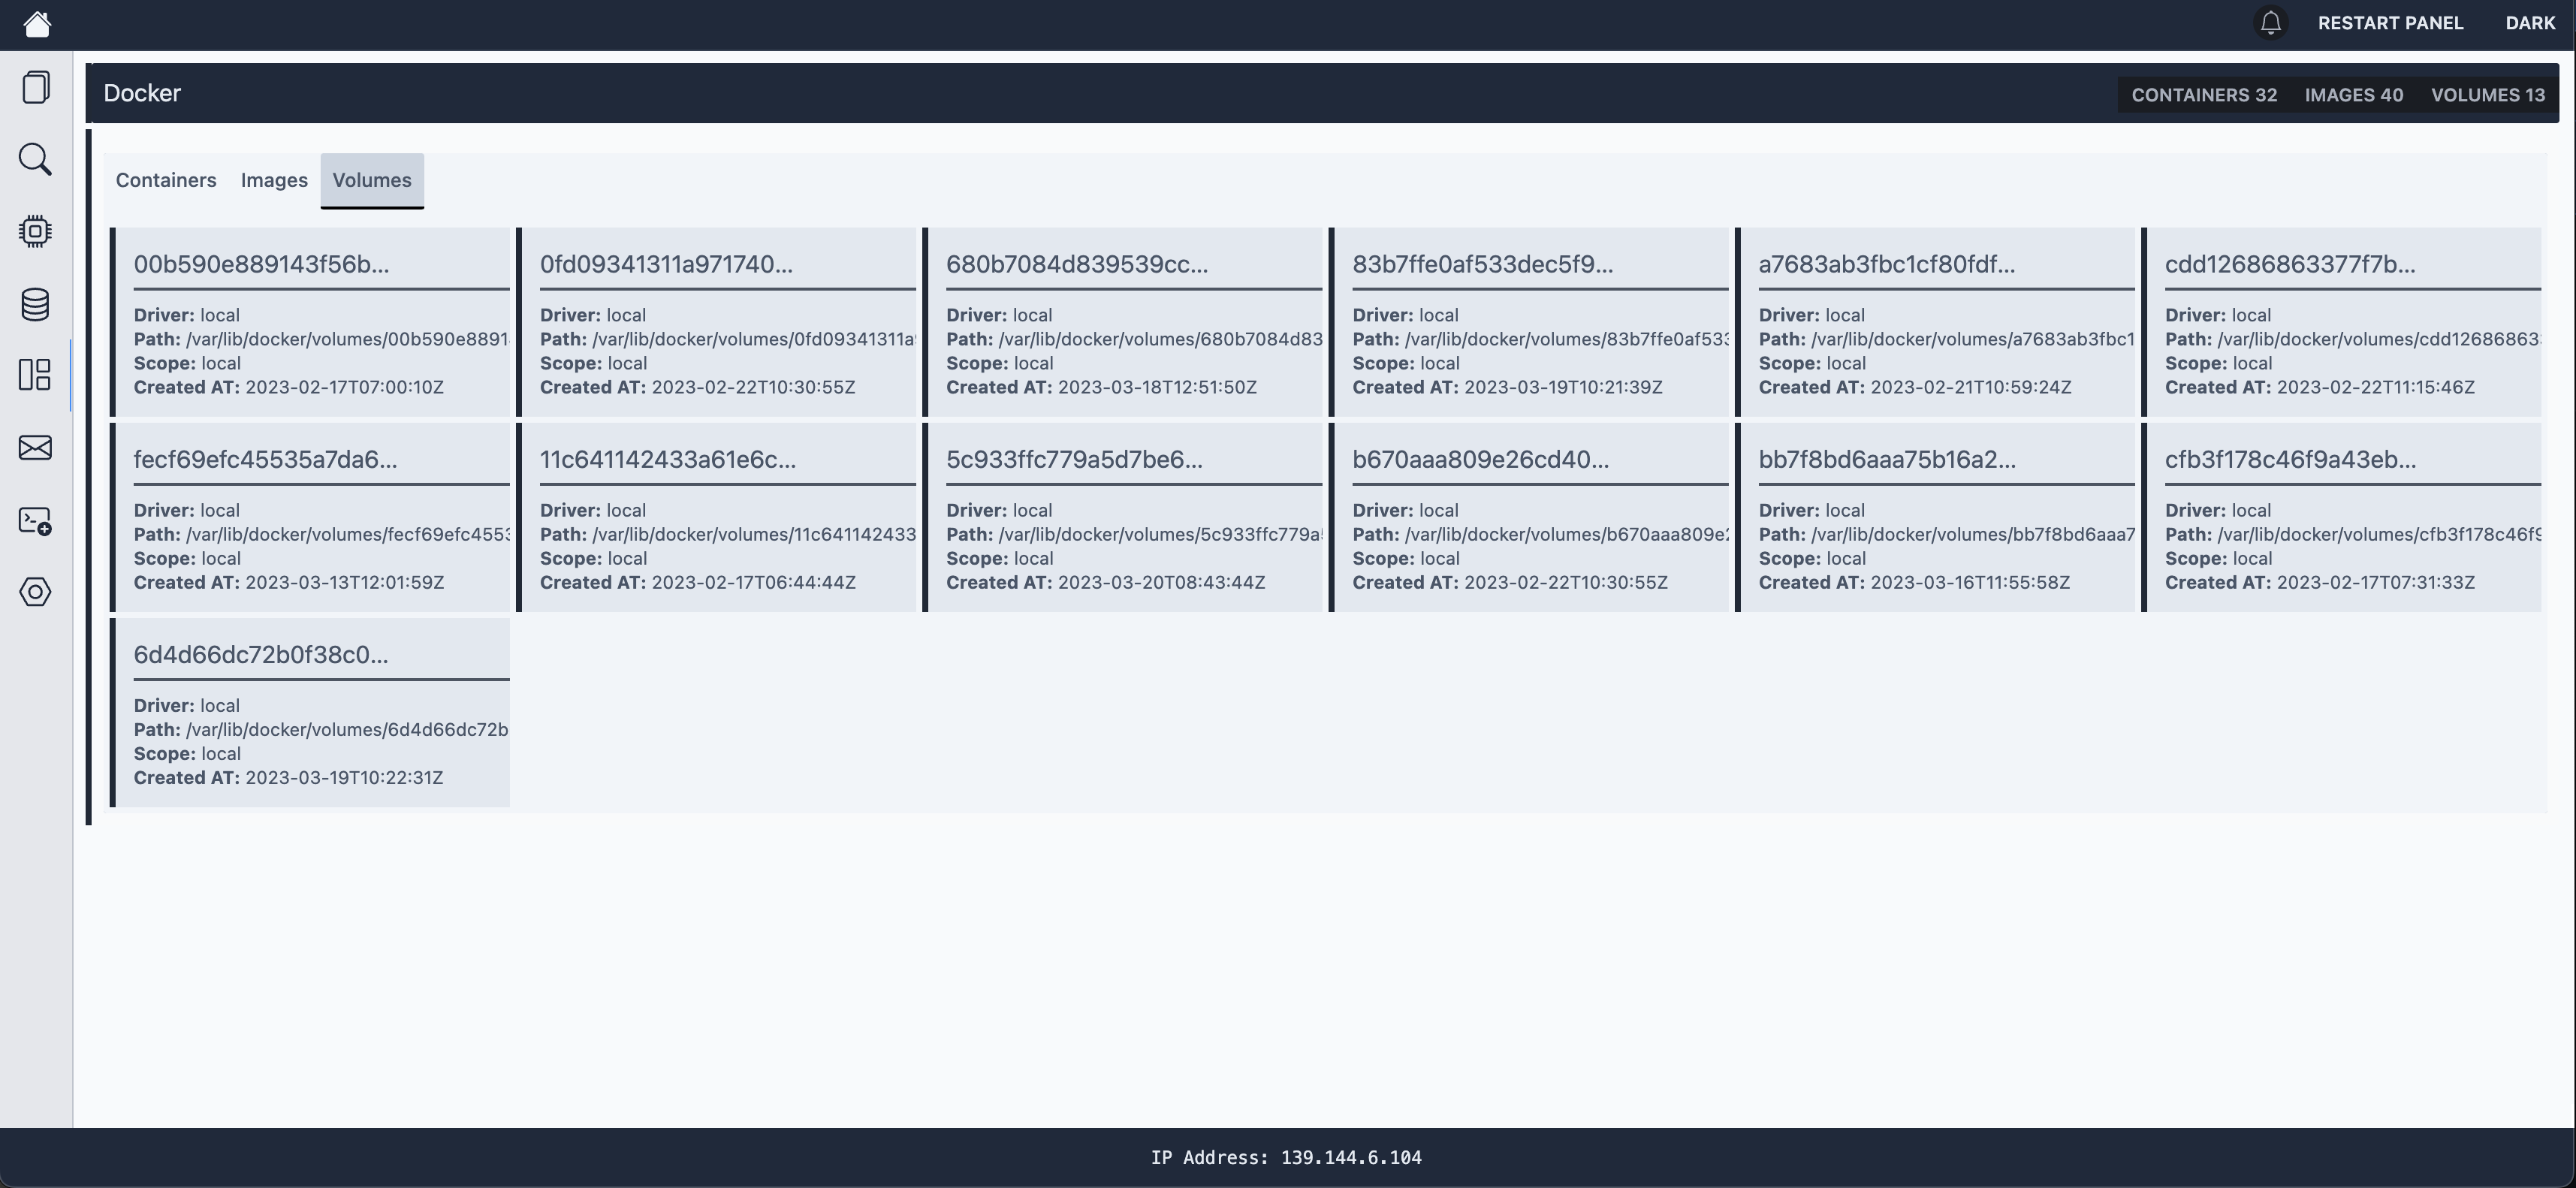 RESTART PANEL DARK
Docker
CONTAINERS 32 IMAGES 40 VOLUMES 13
Containers Images Volumes
00b590e889143f56b...
Driver: local
Path: /var/lib/docker/volumes/00b590e8891
Scope: local
Created AT: 2023-02-17T07:00:10Z
0fd09341311a971740...
Driver: local
Path: /var/lib/docker/volumes/0fd09341311a
Scope: local
Created AT: 2023-02-22T10:30:55Z
680b7084d839539cc...
Driver: local
Path: /var/lib/docker/volumes/680b7084d83
Scope: local
Created AT: 2023-03-18T12:51:50Z
83b7ffe0af533dec5f9...
Driver: local
Path: /var/lib/docker/volumes/83b7ffe0af533
Scope: local
Created AT: 2023-03-19T10:21:39Z
a7683ab3fbc1cf80fdf...
Driver: local
Path: /var/lib/docker/volumes/a7683ab3fbc1
Scope: local
Created AT: 2023-02-21T10:59:24Z
cdd12686863377f7b...
Driver: local
Path: /var/lib/docker/volumes/cdd126868633
Scope: local
Created AT: 2023-02-22T11:15:46Z
fecf69efc45535a7da6...
Driver: local
Path: /var/lib/docker/volumes/fecf69efc4553
Scope: local
Created AT: 2023-03-13T12:01:59Z
11c641142433a61e6c...
Driver: local
Path: /var/lib/docker/volumes/11c641142433
Scope: local
Created AT: 2023-02-17T06:44:44Z
5c933ffc779a5d7be6...
Driver: local
Path: /var/lib/docker/volumes/5c933ffc779a5
Scope: local
Created AT: 2023-03-20T08:43:44Z
b670aaa809e26cd40...
Driver: local
Path: /var/lib/docker/volumes/b670aaa809e2
Scope: local
Created AT: 2023-02-22T10:30:55Z
bb7f8bd6aaa75b16a2...
Driver: local
Path: /var/lib/docker/volumes/bb7f8bd6aaa7
Scope: local
Created AT: 2023-03-16T11:55:58Z
cfb3f178c46f9a43eb...
Driver: local
Path: /var/lib/docker/volumes/cfb3f178c46f9
Scope: local
Created AT: 2023-02-17T07:31:33Z
6d4d66dc72b0f38c0...
Driver: local
Path: /var/lib/docker/volumes/6d4d66dc72b
Scope: local
Created AT: 2023-03-19T10:22:31Z
IP Address: 139.144.6.104